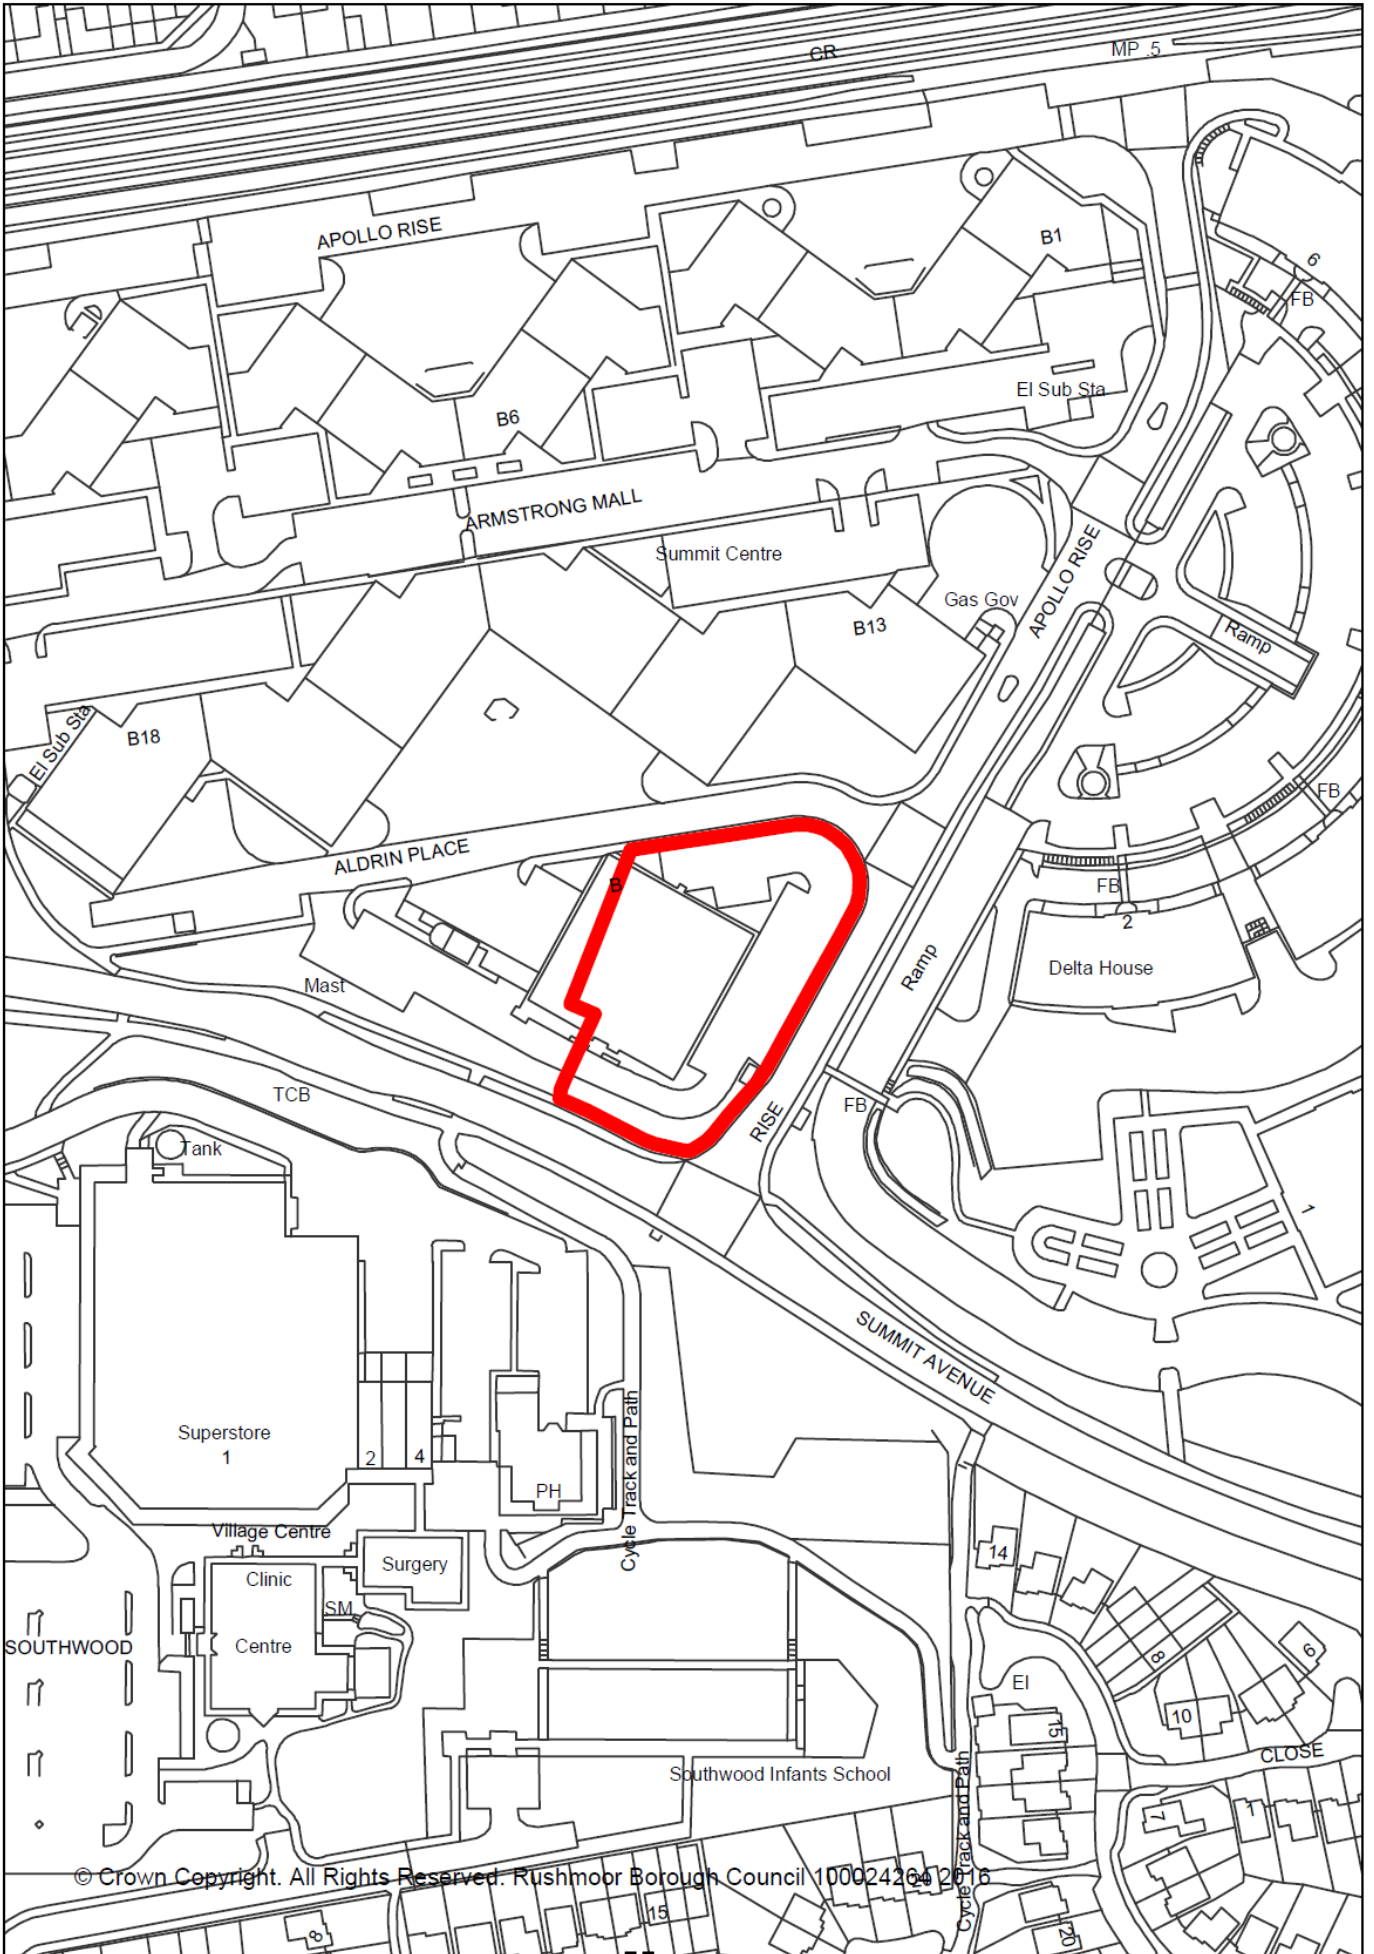 CR
MP .5
APOLLO RISE
B1
6
FB
El Sub Sta
B6
ARMSTRONG MALL
Summit Centre
APOLLO RISE
Gas Gov
B13
Ramp
El Sub Sta
B18
FB
ALDRIN PLACE
B
FB
2
Delta House
Ramp
Mast
TCB
FB
RISE
Tank
1
SUMMIT AVENUE
Superstore
1
2
4
PH
Cycle Track and Path
Village Centre
Clinic
Surgery
14
SM
SOUTHWOOD
Centre
8
6
El
10
15
CLOSE
Southwood Infants School
7
1
Cycle Track and Path
© Crown Copyright. All Rights Reserved. Rushmoor Borough Council 100024264 2016
15
8
20